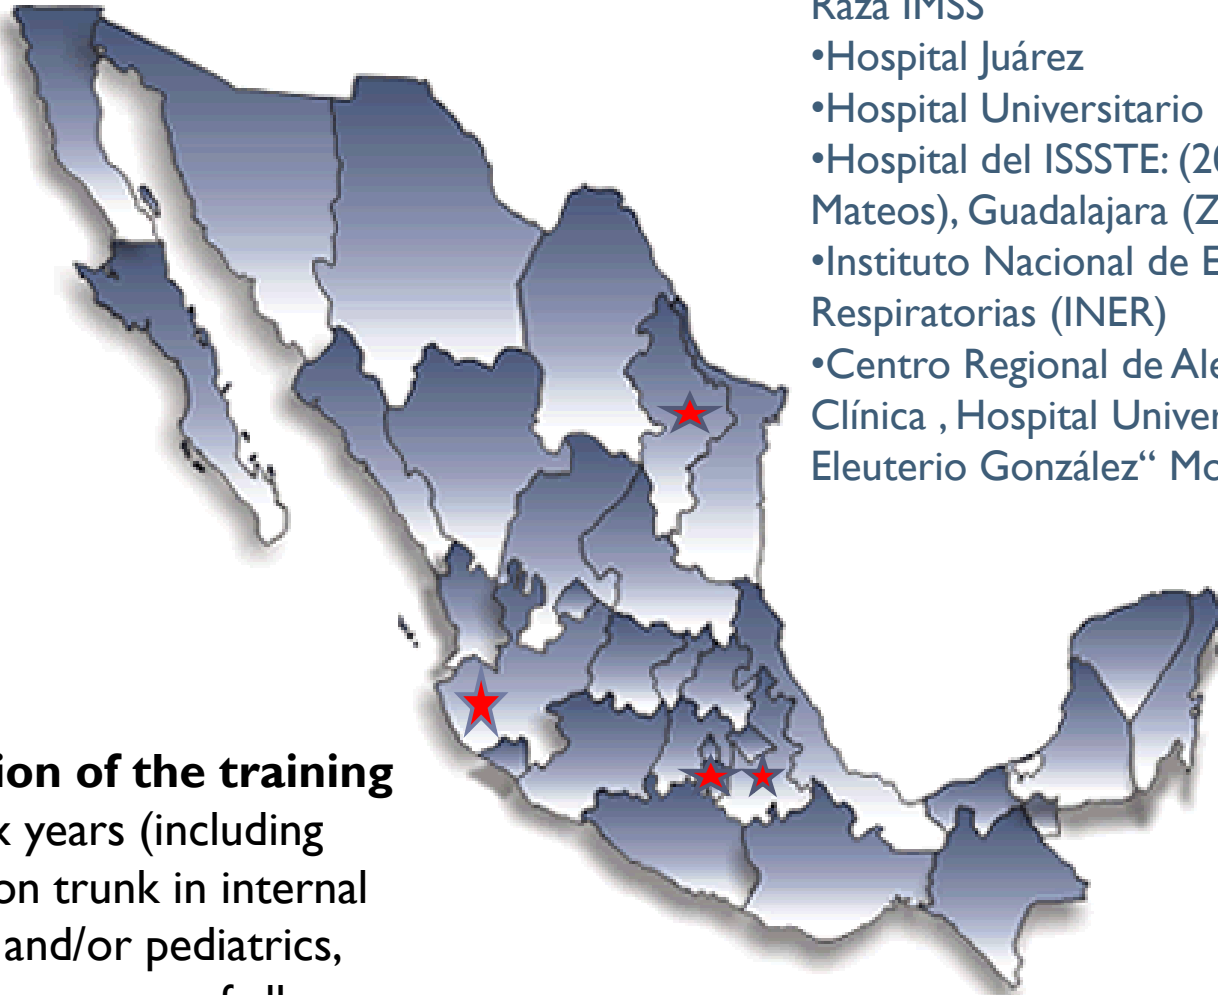 Raza IMSS
•Hospital Juárez
•Hospital Universitario
•Hospital del ISSSTE: (20
Mateos), Guadalajara (Z
•Instituto Nacional de E
Respiratorias (INER)
•Centro Regional de Ale
Clínica , Hospital Univer
Eleuterio González“ Mo
ion of the training
x years (including
on trunk in internal
and/or pediatrics,